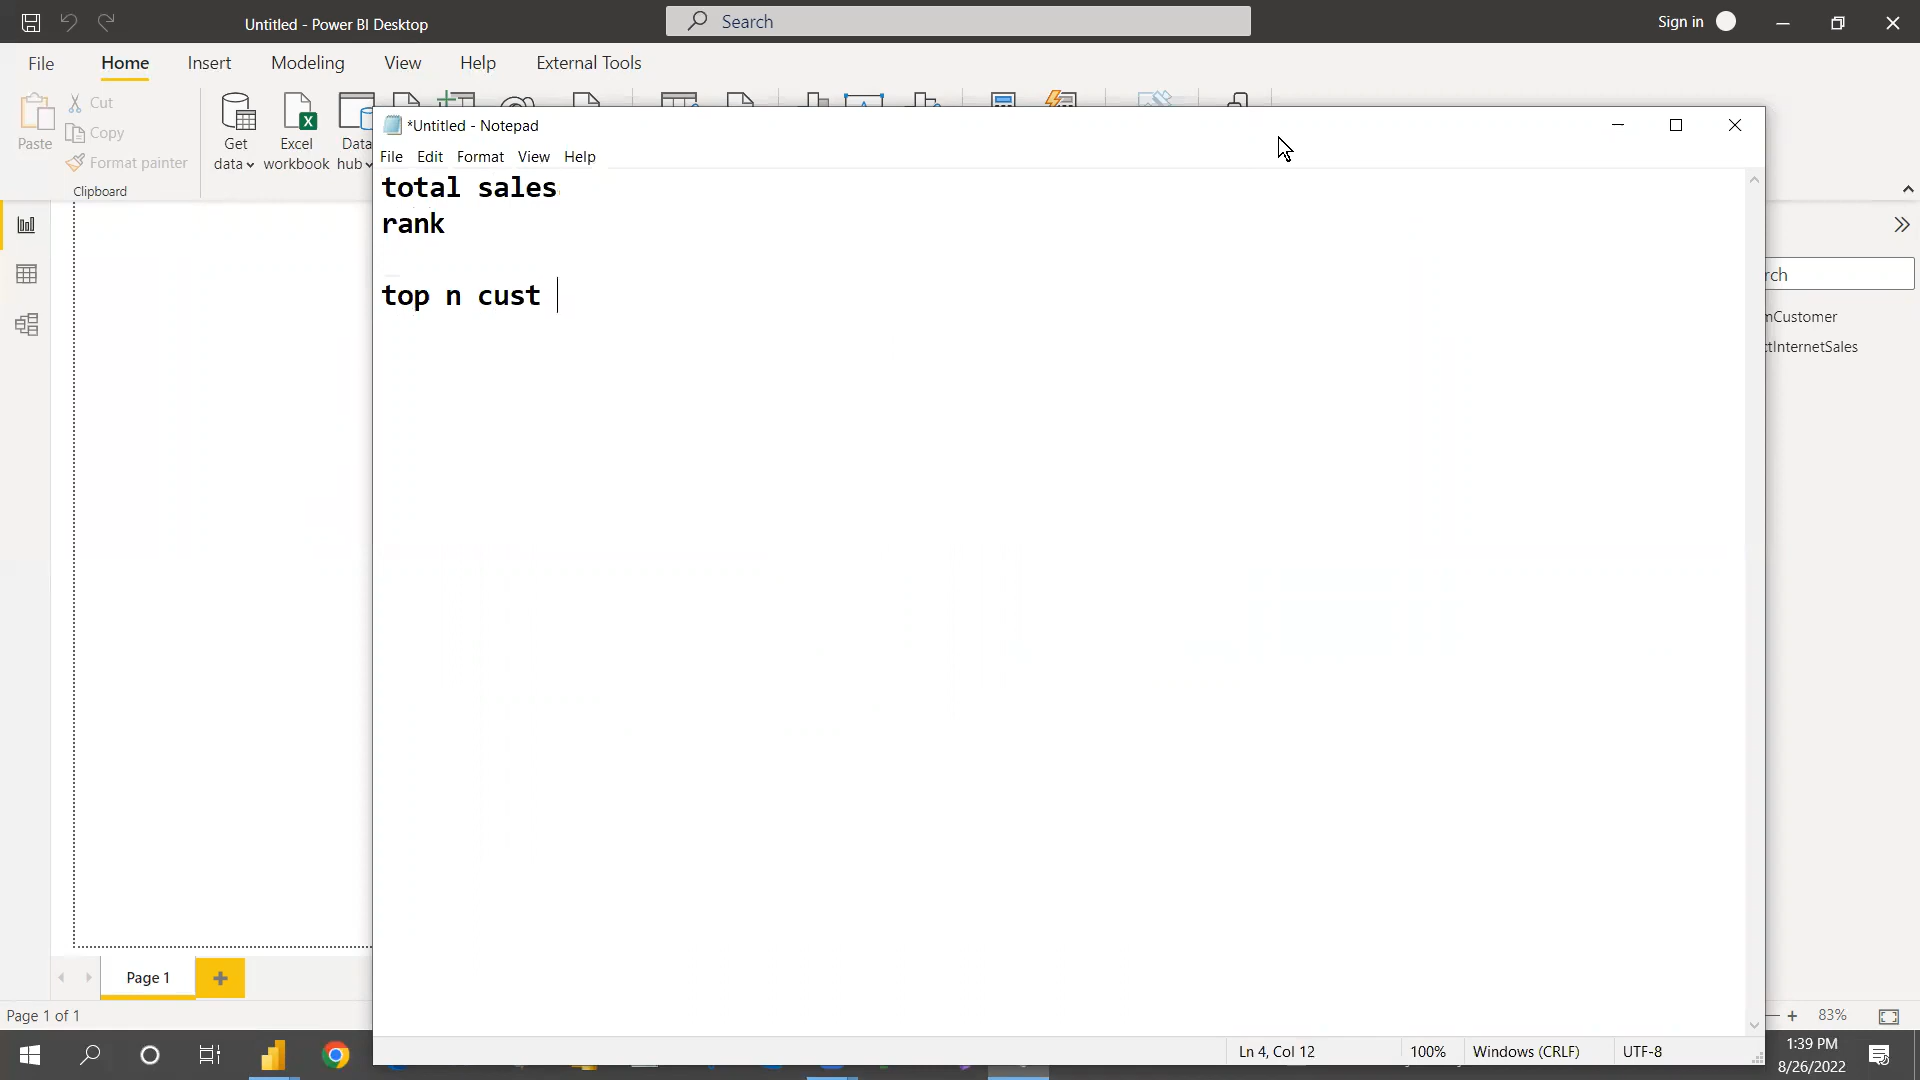 Untitled - Power BI Desktop
Search
Sign in
File
Home
Insert
Modeling
View
Help
External Tools
Paste
Cut
Copy
Format painter
Clipboard
Get
data
Excel
workbook
Data
hub
*Untitled - Notepad
File
Edit
Format
View
Help
total sales
rank
top n cust
rch
mCustomer
ctInternetSales
Page 1
Page 1 of 1
83%
Ln 4, Col 12
100%
Windows (CRLF)
UTF-8
1:39 PM
8/26/2022